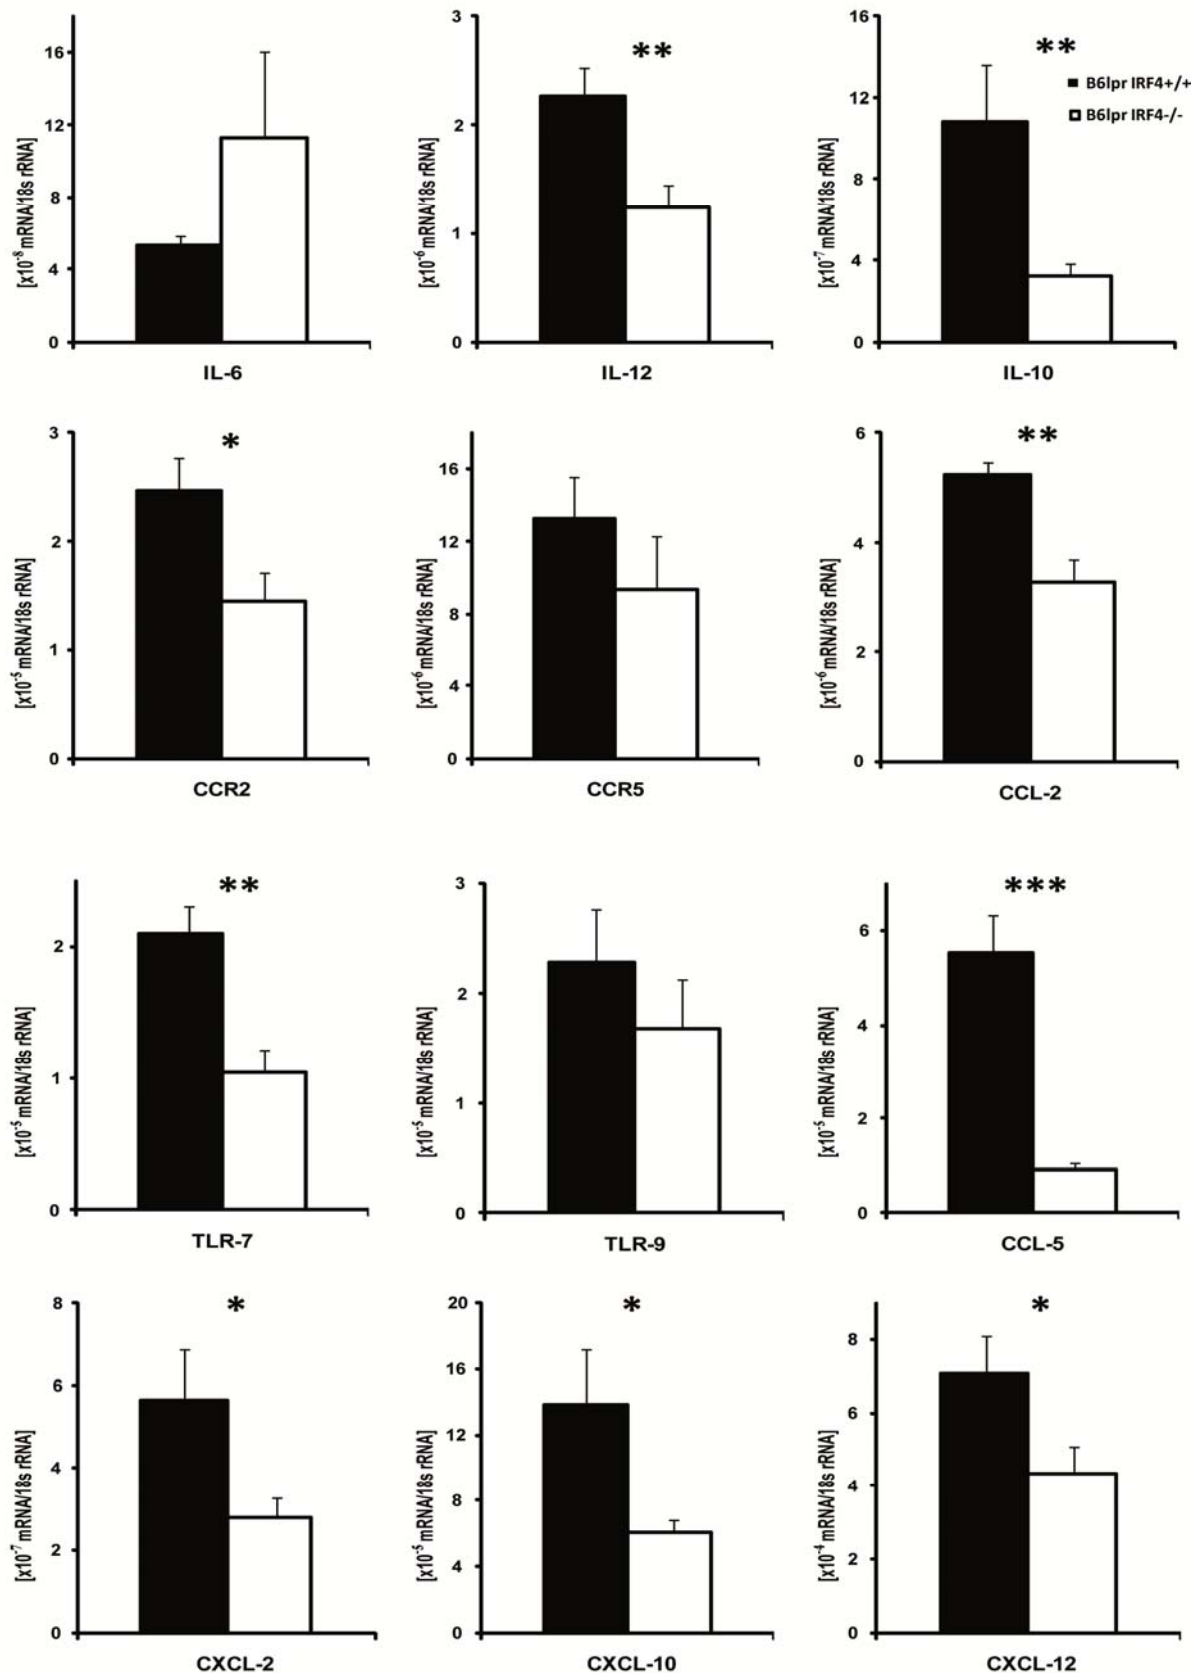 16
12
8
4
0
[x10⁻⁸ mRNA/18s rRNA]
IL-6
3
2
1
0
[x10⁻⁶ mRNA/18s rRNA]
**
IL-12
16
12
8
4
0
[x10⁻⁷ mRNA/18s rRNA]
**
B6lpr IRF4+/+
B6lpr IRF4-/-
IL-10
3
2
1
0
[x10⁻⁵ mRNA/18s rRNA]
*
CCR2
16
12
8
4
0
[x10⁻⁶ mRNA/18s rRNA]
CCR5
6
4
2
0
[x10⁻⁶ mRNA/18s rRNA]
**
CCL-2
2
1
0
[x10⁻⁵ mRNA/18s rRNA]
**
TLR-7
3
2
1
0
[x10⁻⁵ mRNA/18s rRNA]
TLR-9
6
4
2
0
[x10⁻⁵ mRNA/18s rRNA]
***
CCL-5
8
6
4
2
0
[x10⁻⁷ mRNA/18s rRNA]
*
CXCL-2
20
16
12
8
4
0
[x10⁻⁵ mRNA/18s rRNA]
*
CXCL-10
8
6
4
2
0
[x10⁻⁴ mRNA/18s rRNA]
*
CXCL-12